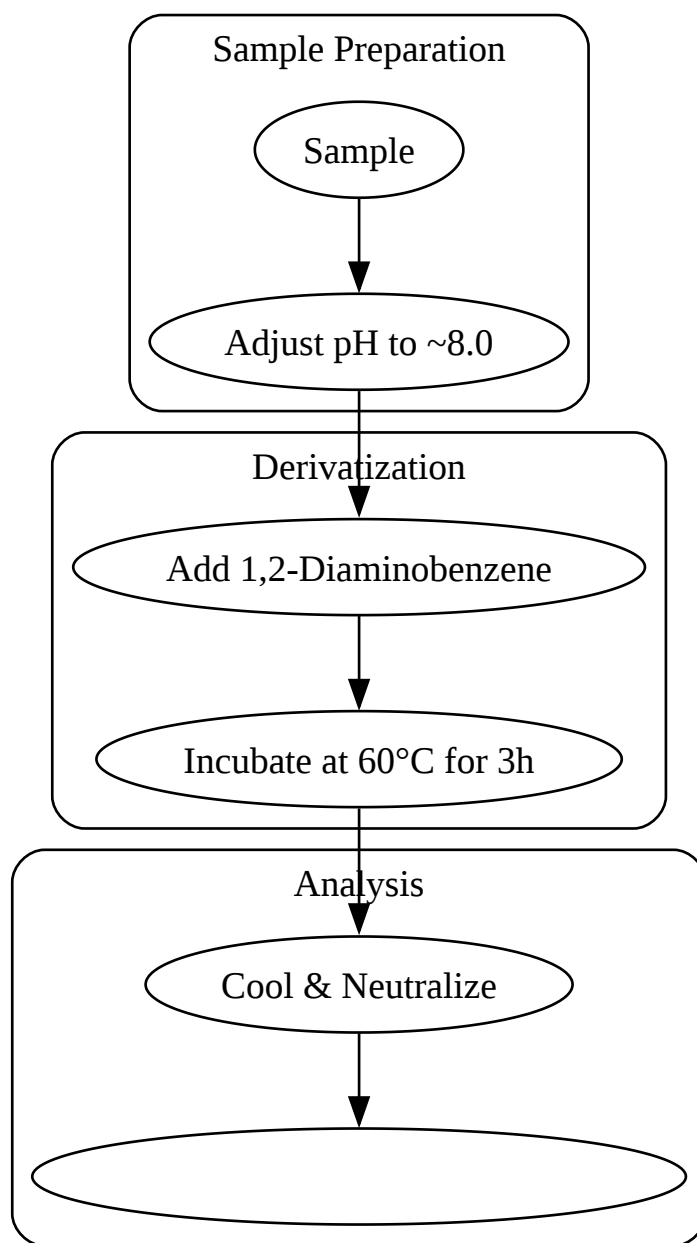 Sample Preparation
Sample
Adjust pH to ~8.0
Derivatization
Add 1,2-Diaminobenzene
Incubate at 60°C for 3h
Analysis
Cool & Neutralize